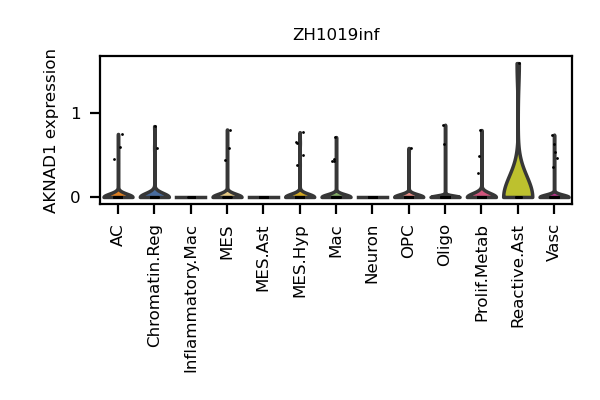 ZH1019inf
AKNAD1 expression
1
0
AC
Chromatin.Reg
Inflammatory.Mac
MES
MES.Ast
MES.Hyp
Mac
Neuron
OPC
Oligo
Prolif.Metab
Reactive.Ast
Vasc